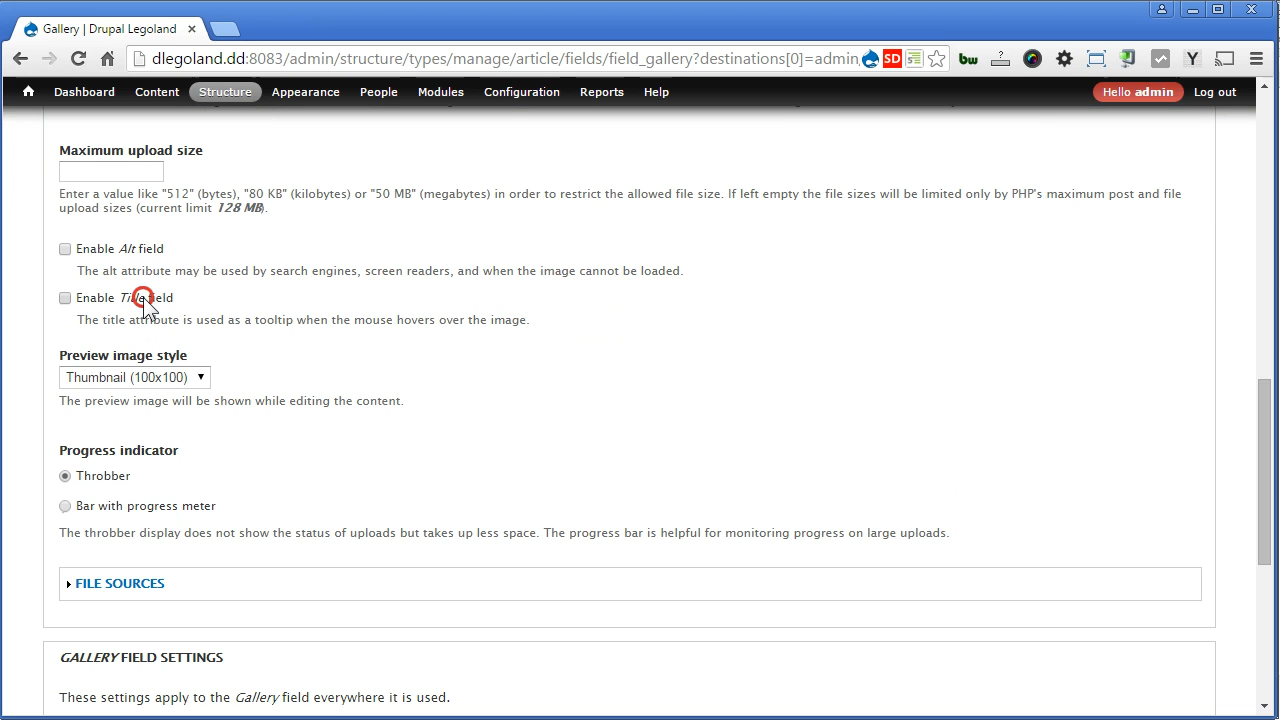 Gallery | Drupal Legoland
dlegoland.dd:8083/admin/structure/types/manage/article/fields/field_gallery?destinations[0]=admin/
SD
bw
Y
Dashboard Content Structure Appearance People Modules Configuration Reports Help Hello admin Log out
Maximum upload size
Enter a value like "512" (bytes), "80 KB" (kilobytes) or "50 MB" (megabytes) in order to restrict the allowed file size. If left empty the file sizes will be limited only by PHP's maximum post and file
upload sizes (current limit 128 MB).
Enable Alt field
The alt attribute may be used by search engines, screen readers, and when the image cannot be loaded.
Enable Title field
The title attribute is used as a tooltip when the mouse hovers over the image.
Preview image style
Thumbnail (100x100)
The preview image will be shown while editing the content.
Progress indicator
Throbber
Bar with progress meter
The throbber display does not show the status of uploads but takes up less space. The progress bar is helpful for monitoring progress on large uploads.
FILE SOURCES
GALLERY FIELD SETTINGS
These settings apply to the Gallery field everywhere it is used.